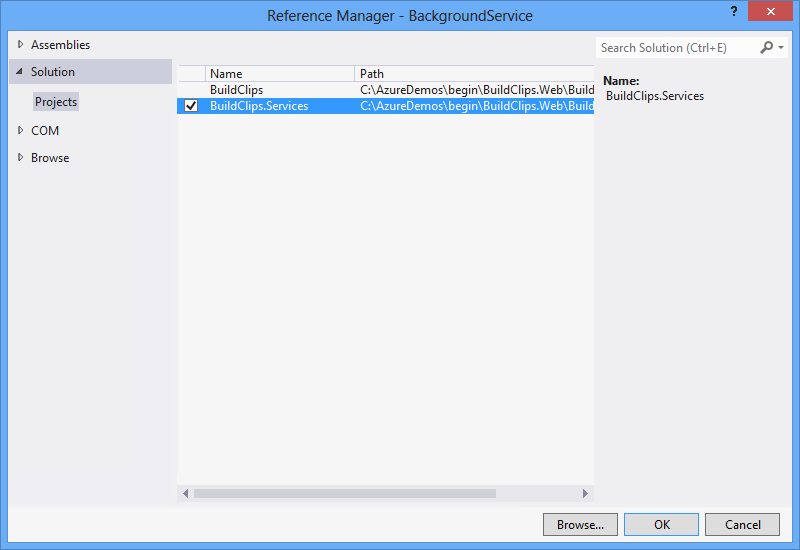 Reference Manager - BackgroundService
?
Assemblies
Solution
Projects
COM
Browse
Name Path
BuildClips C:\AzureDemos\begin\BuildClips.Web\Build
BuildClips.Services C:\AzureDemos\begin\BuildClips.Web\Build
Search Solution (Ctrl+E)
Name:
BuildClips.Services
Browse... OK Cancel